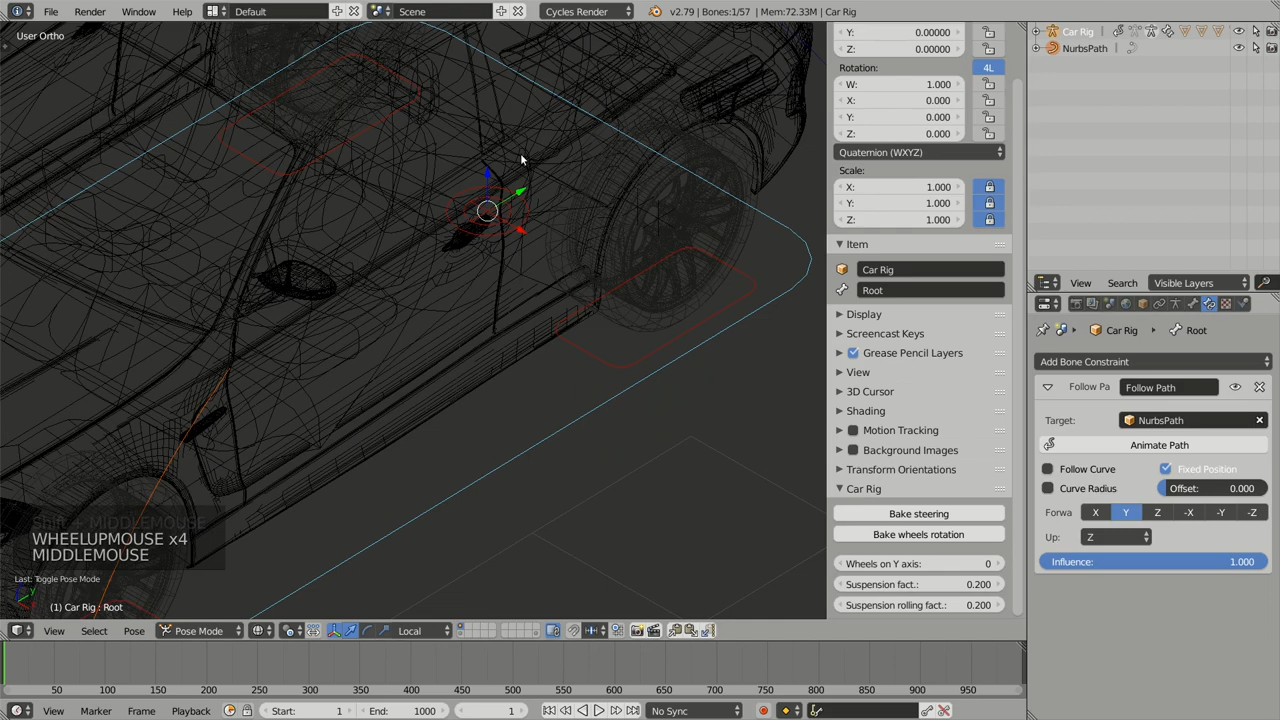 File Render Window Help Default Scene Cycles Render v2.79 | Bones:1/57 | Mem:72.33M | Car Rig
User Ortho
Y: 0.00000
Z: 0.00000
Rotation: 4L
W: 1.000
X: 0.000
Y: 0.000
Z: 0.000
Quaternion (WXYZ)
Scale:
X: 1.000
Y: 1.000
Z: 1.000
Item
Car Rig
Root
Display
Screencast Keys
Grease Pencil Layers
View
3D Cursor
Shading
Motion Tracking
Background Images
Transform Orientations
Car Rig
Bake steering
Bake wheels rotation
Wheels on Y axis: 0
Suspension fact.: 0.200
Suspension rolling fact.: 0.200
Car Rig
NurbsPath
View Search Visible Layers
Car Rig Root
Add Bone Constraint
Follow Pa Follow Path
Target: NurbsPath
Animate Path
Follow Curve Fixed Position
Curve Radius Offset: 0.000
Forwa X Y Z -X -Y -Z
Up: Z
Influence: 1.000
Shift + MIDDLEMOUSE
WHEELUPMOUSE x4
MIDDLEMOUSE
Last: Toggle Pose Mode
y
(1) Car Rig : Root
View Select Pose Pose Mode Local
50 100 150 200 250 300 350 400 450 500 550 600 650 700 750 800 850 900 950
View Marker Frame Playback Start: 1 End: 1000 1 No Sync